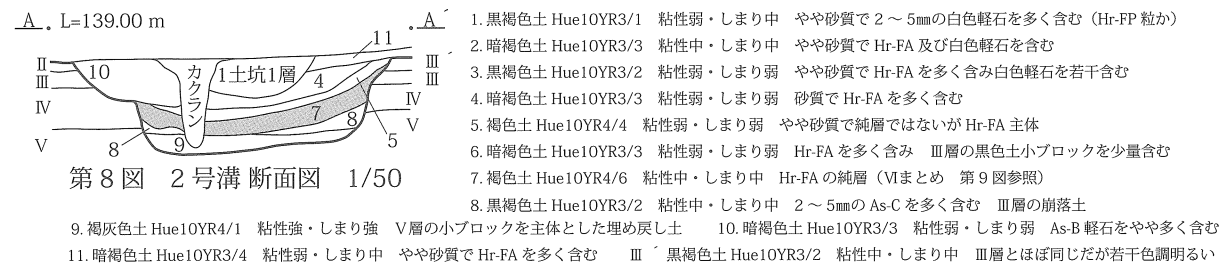 A L=139.00 m A´
11
Ⅱ
Ⅲ
10
カクラン
1土坑1層
4
Ⅲ´
Ⅲ
Ⅳ
7
8
Ⅳ
Ⅴ
Ⅴ
8
9
5
第8図 2号溝 断面図 1/50
1. 黒褐色土 Hue10YR3/1 粘性弱・しまり中 やや砂質で2～5㎜の白色軽石を多く含む（Hr-FP 粒か）
2. 暗褐色土 Hue10YR3/3 粘性中・しまり中 やや砂質で Hr-FA 及び白色軽石を含む
3. 黒褐色土 Hue10YR3/2 粘性弱・しまり弱 やや砂質で Hr-FA を多く含み白色軽石を若干含む
4. 暗褐色土 Hue10YR3/3 粘性弱・しまり弱 砂質で Hr-FA を多く含む
5. 褐色土 Hue10YR4/4 粘性弱・しまり弱 やや砂質で純層ではないが Hr-FA 主体
6. 暗褐色土 Hue10YR3/3 粘性弱・しまり弱 Hr-FA を多く含み Ⅲ層の黒色土小ブロックを少量含む
7. 褐色土 Hue10YR4/6 粘性中・しまり中 Hr-FA の純層（Ⅵまとめ 第9図参照）
8. 黒褐色土 Hue10YR3/2 粘性中・しまり中 2～5㎜の As-C を多く含む Ⅲ層の崩落土
9. 褐灰色土 Hue10YR4/1 粘性強・しまり強 Ⅴ層の小ブロックを主体とした埋め戻し土 10. 暗褐色土 Hue10YR3/3 粘性弱・しまり弱 As-B 軽石をやや多く含む
11. 暗褐色土 Hue10YR3/4 粘性弱・しまり中 やや砂質で Hr-FA を多く含む Ⅲ´ 黒褐色土 Hue10YR3/2 粘性中・しまり中 Ⅲ層とほぼ同じだが若干色調明るい